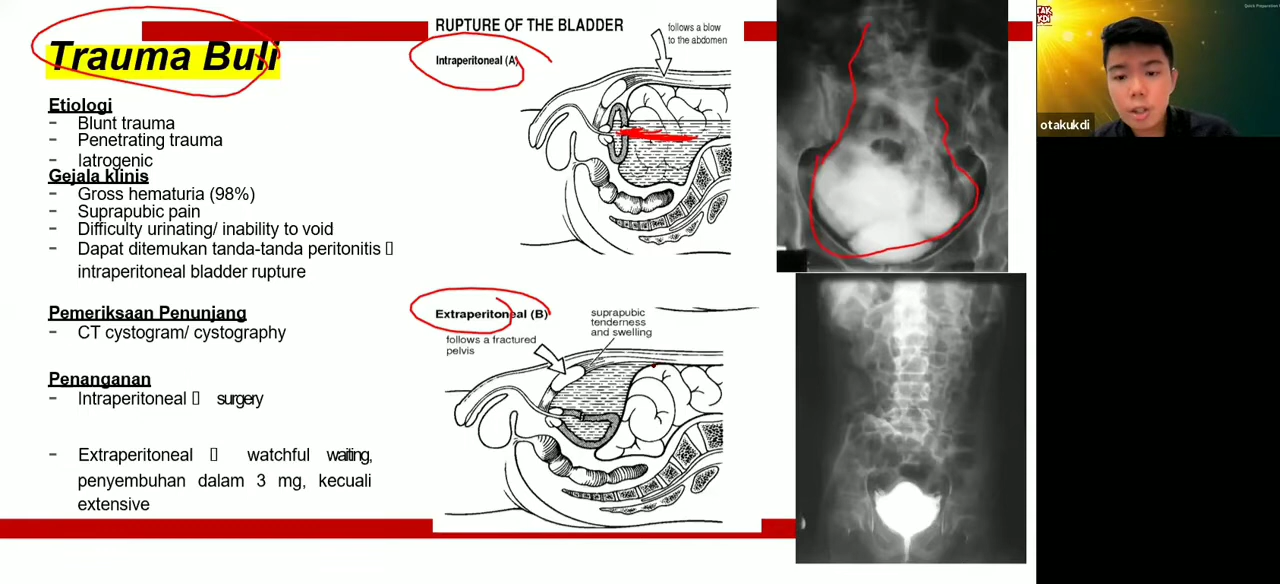 Trauma Buli
Etiologi
- Blunt trauma
- Penetrating trauma
- Iatrogenic
Gejala klinis
- Gross hematuria (98%)
- Suprapubic pain
- Difficulty urinating/ inability to void
- Dapat ditemukan tanda-tanda peritonitis
intraperitoneal bladder rupture
Pemeriksaan Penunjang
- CT cystogram/ cystography
Penanganan
- Intraperitoneal surgery
- Extraperitoneal watchful waiting,
penyembuhan dalam 3 mg, kecuali
extensive
RUPTURE OF THE BLADDER
follows a blow
to the abdomen
Intraperitoneal (A)
Extraperitoneal (B)
suprapubic
tenderness
and swelling
follows a fractured
pelvis
otakukdi